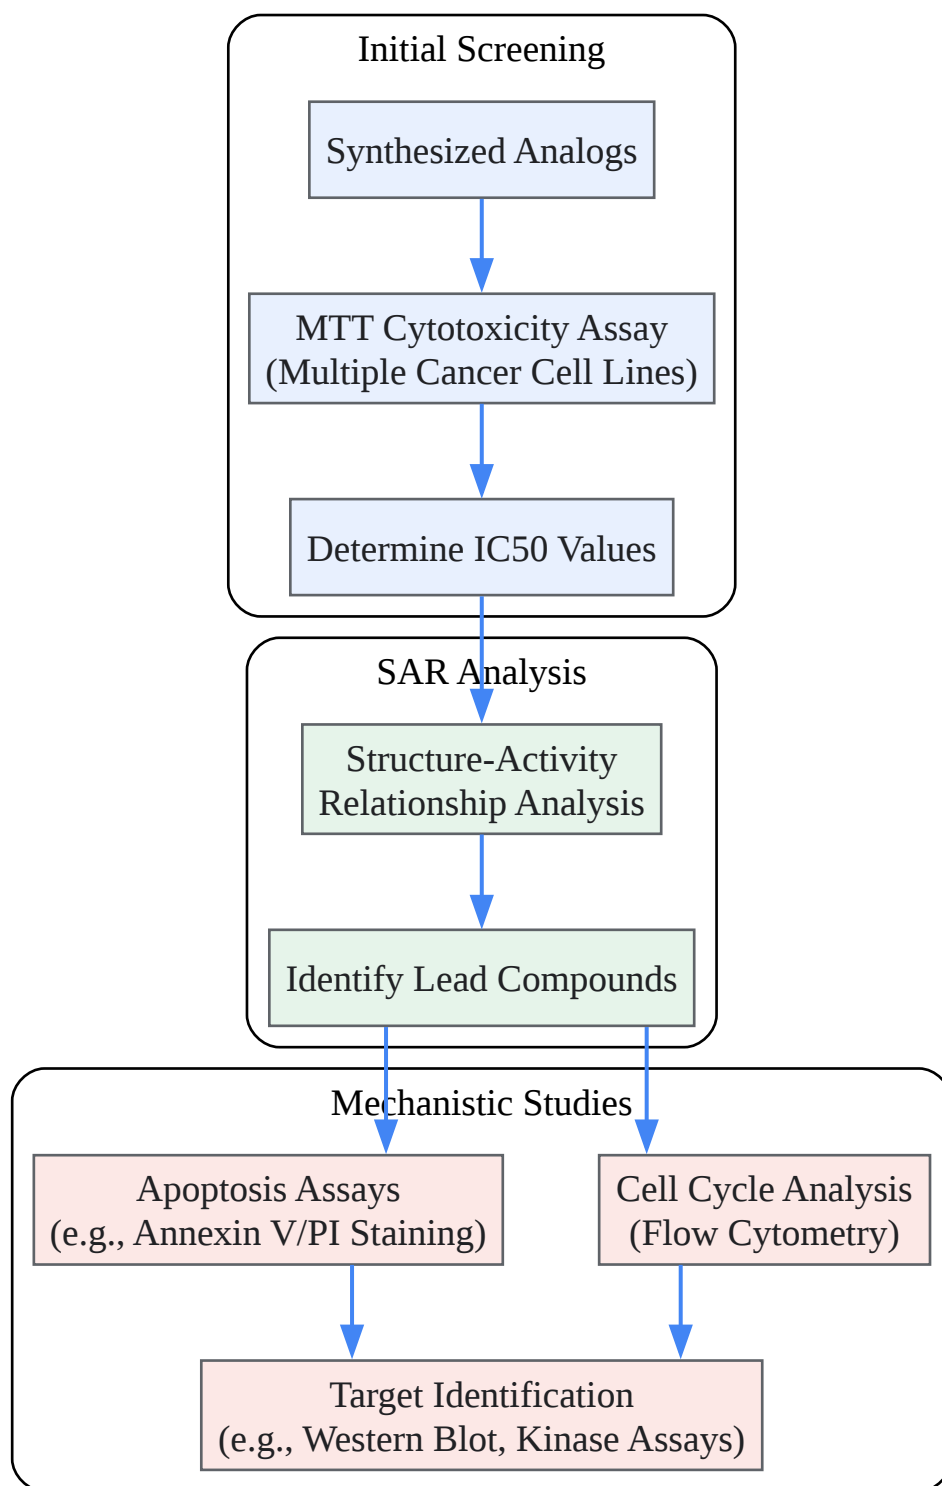 Initial Screening
Synthesized Analogs
MTT Cytotoxicity Assay
(Multiple Cancer Cell Lines)
Determine IC50 Values
SAR Analysis
Structure-Activity
Relationship Analysis
Identify Lead Compounds
Mechanistic Studies
Apoptosis Assays
(e.g., Annexin V/PI Staining)
Cell Cycle Analysis
(Flow Cytometry)
Target Identification
(e.g., Western Blot, Kinase Assays)